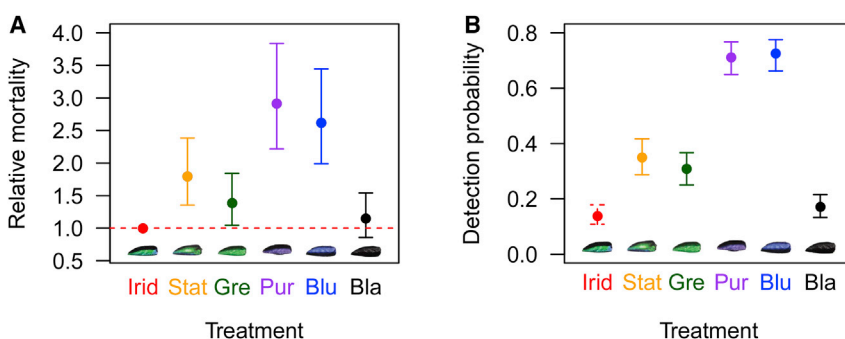 A
Relative mortality
4.0
3.5
3.0
2.5
2.0
1.5
1.0
0.5
Irid Stat Gre Pur Blu Bla
Treatment
B
Detection probability
0.8
0.6
0.4
0.2
0.0
Irid Stat Gre Pur Blu Bla
Treatment